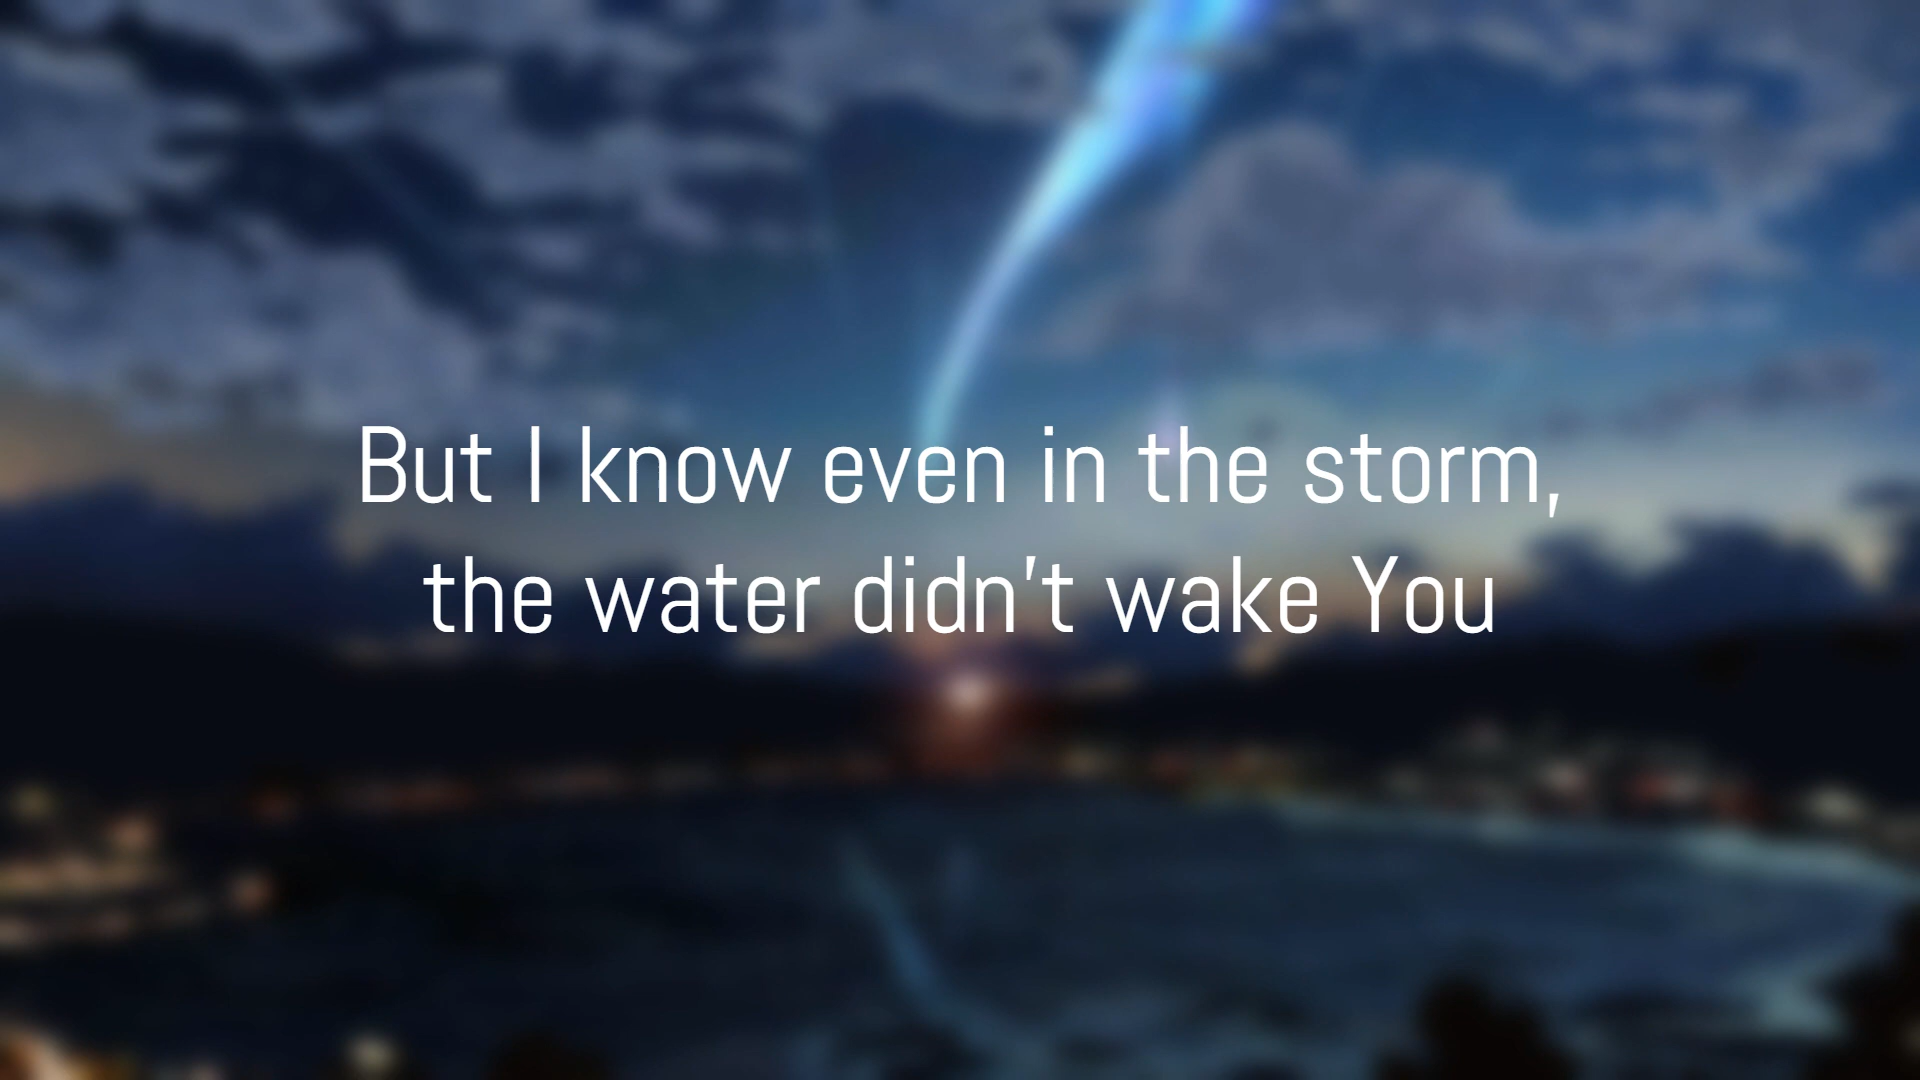 But I know even in the storm,
the water didn't wake You